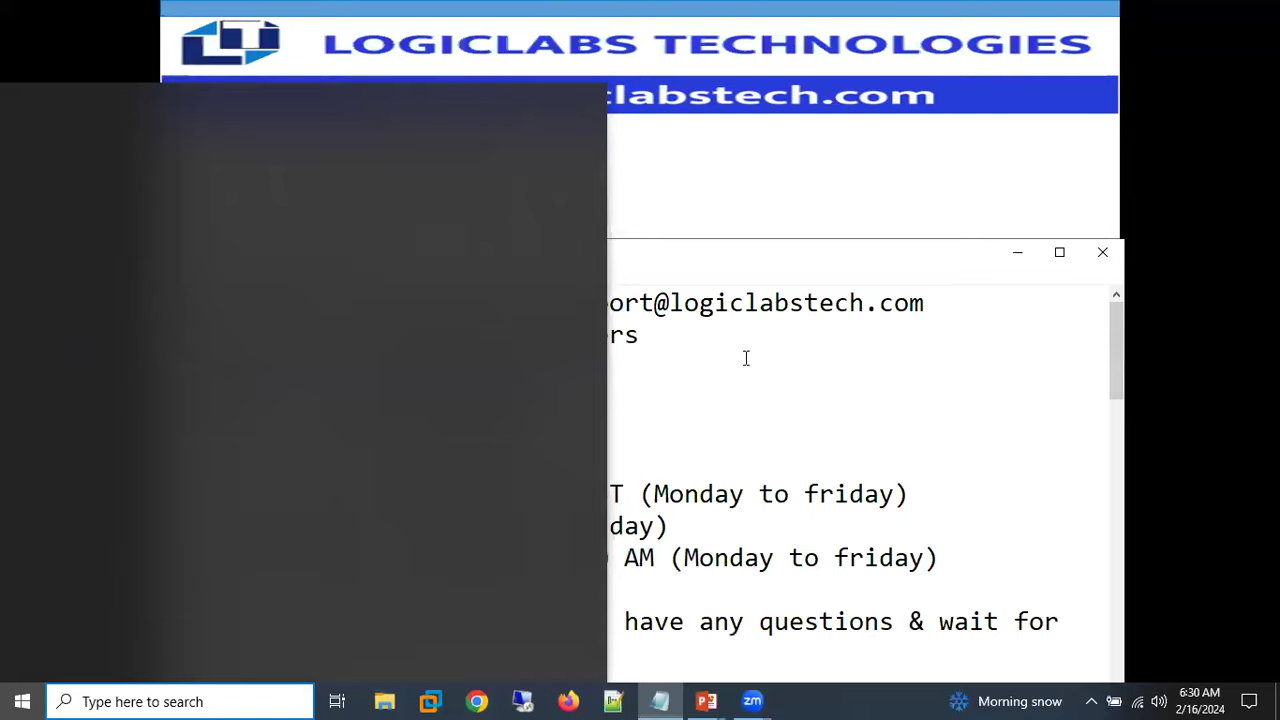 LOGICLABS TECHNOLOGIES
clabstech.com
ort@logiclabstech.com
rs
T (Monday to friday)
day)
AM (Monday to friday)
have any questions & wait for
Type here to search
Morning snow
6:30 AM
2/16/2024